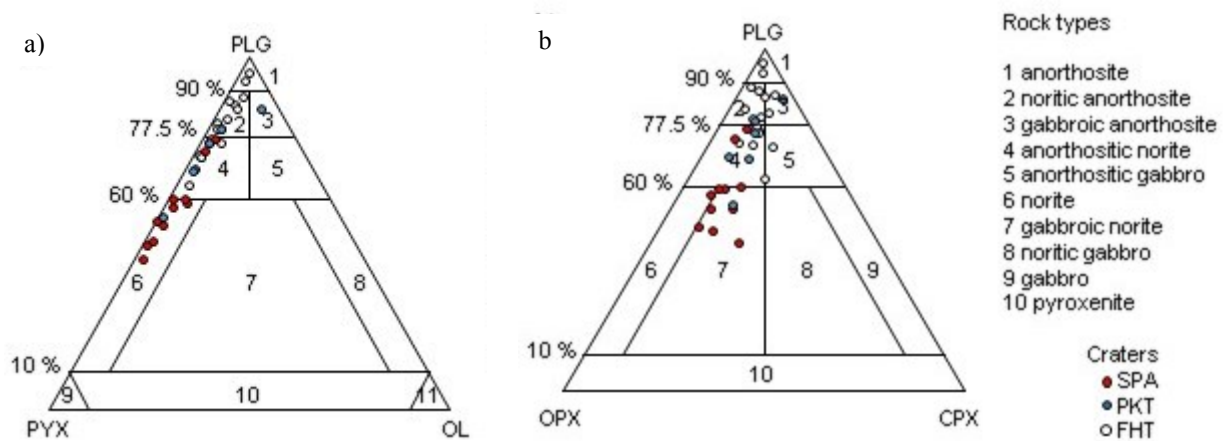 a)
PLG
90 %
1
2
3
77.5 %
4
5
60 %
6
7
8
10 %
9
10
11
PYX
OL
b
PLG
90 %
1
2
3
77.5 %
4
5
60 %
6
7
8
9
10 %
10
OPX
CPX
Rock types
1 anorthosite
2 noritic anorthosite
3 gabbroic anorthosite
4 anorthositic norite
5 anorthositic gabbro
6 norite
7 gabbroic norite
8 noritic gabbro
9 gabbro
10 pyroxenite
Craters
SPA
PKT
FHT